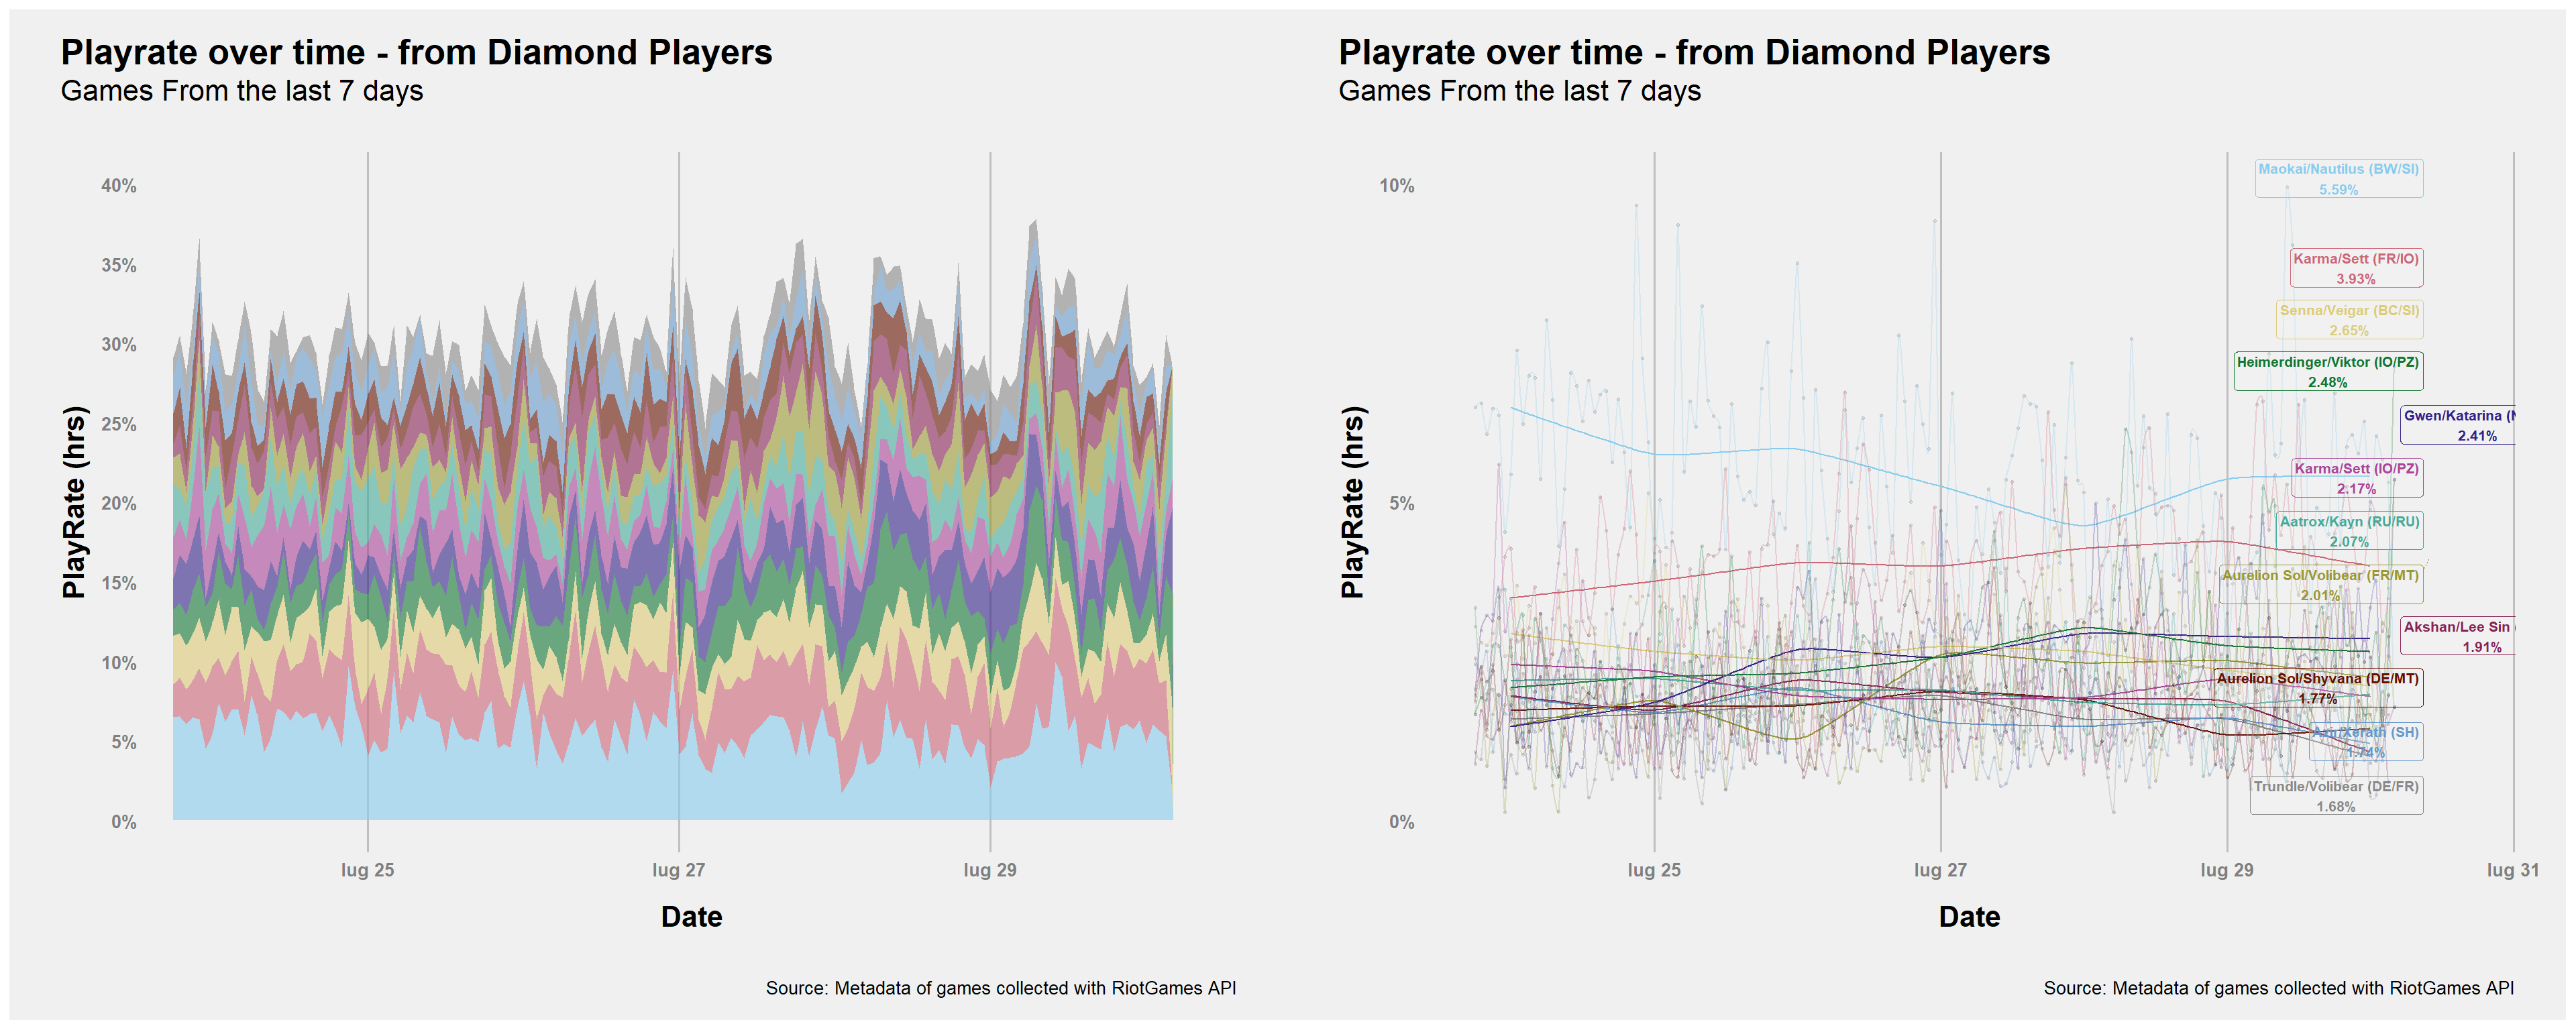 Playrate over time - from Diamond Players
Games From the last 7 days
PlayRate (hrs)
40%
35%
30%
25%
20%
15%
10%
5%
0%
lug 25
lug 27
lug 29
Date
Source: Metadata of games collected with RiotGames API
Playrate over time - from Diamond Players
Games From the last 7 days
PlayRate (hrs)
10%
5%
0%
Maokai/Nautilus (BW/SI)
5.59%
Karma/Sett (FR/IO)
3.93%
Senna/Veigar (BC/SI)
2.65%
Heimerdinger/Viktor (IO/PZ)
2.48%
Gwen/Katarina
2.41%
Karma/Sett (IO/PZ)
2.17%
Aatrox/Kayn (RU/RU)
2.07%
Aurelion Sol/Volibear (FR/MT)
2.01%
Akshan/Lee Sin
1.91%
Aurelion Sol/Shyvana (DE/MT)
1.77%
Azir/Xerath (SH)
1.74%
Trundle/Volibear (DE/FR)
1.68%
lug 25
lug 27
lug 29
lug 31
Date
Source: Metadata of games collected with RiotGames API